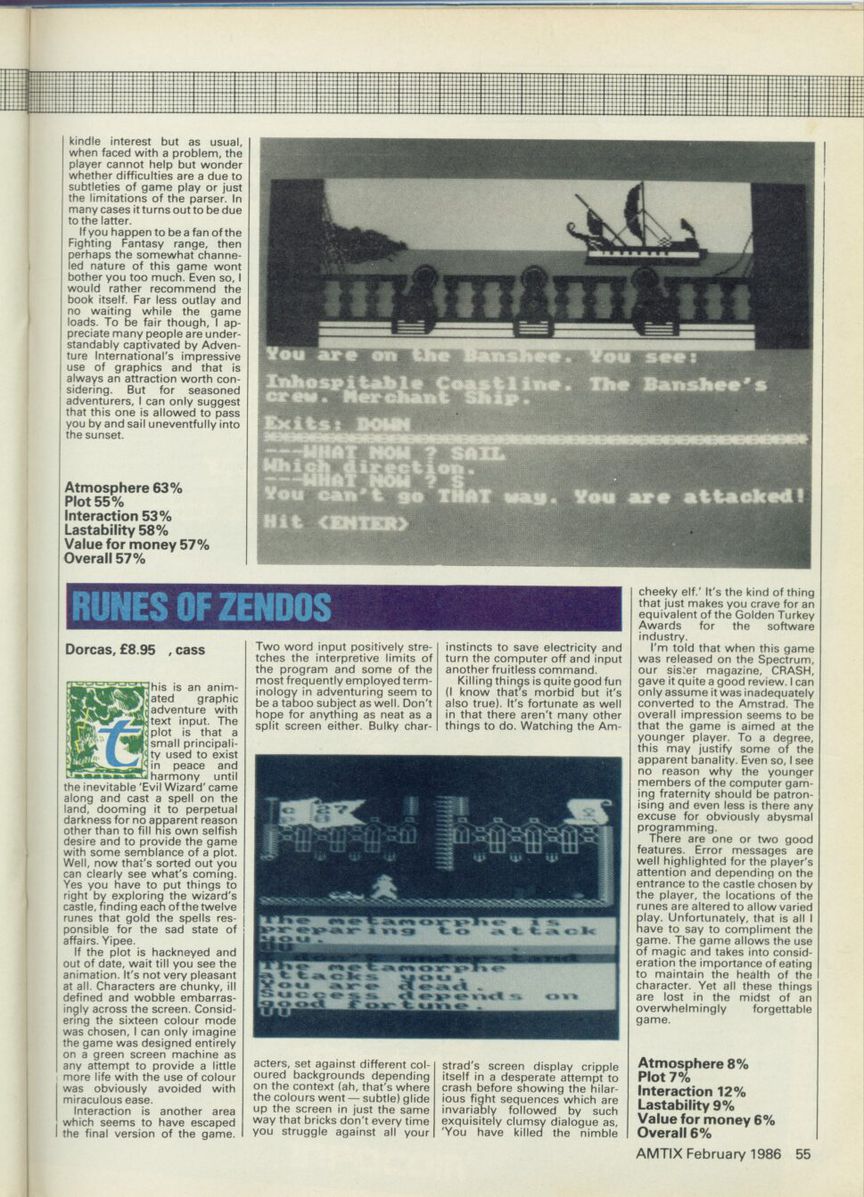 kindle interest but as usual,
when faced with a problem, the
player cannot help but wonder
whether difficulties are a due to
subtleties of game play or just
the limitations of the parser. In
many cases it turns out to be due
to the latter.
If you happen to be a fan of the
Fighting Fantasy range, then
perhaps the somewhat channe-
led nature of this game wont
bother you too much. Even so, I
would rather recommend the
book itself. Far less outlay and
no waiting while the game
loads. To be fair though, I ap-
preciate many people are under-
standably captivated by Adven-
ture International's impressive
use of graphics and that is
always an attraction worth con-
sidering. But for seasoned
adventurers, I can only suggest
that this one is allowed to pass
you by and sail uneventfully into
the sunset.
Atmosphere 63%
Plot 55%
Interaction 53%
Lastability 58%
Value for money 57%
Overall 57%
You are on the Banshee. You see:
Inhospitable Coastline. The Banshee's
crew. Merchant Ship.
Exits: DOWN
---WHAT NOW ? SAIL
Which direction.
---WHAT NOW ? S
You can't go THAT way. You are attacked!
Hit <ENTER>
RUNES OF ZENDOS
Dorcas, £8.95 , cass
This is an anim-
ated graphic
adventure with
text input. The
plot is that a
small principali-
ty used to exist
in peace and
harmony until
the inevitable 'Evil Wizard' came
along and cast a spell on the
land, dooming it to perpetual
darkness for no apparent reason
other than to fill his own selfish
desire and to provide the game
with some semblance of a plot.
Well, now that's sorted out you
can clearly see what's coming.
Yes you have to put things to
right by exploring the wizard's
castle, finding each of the twelve
runes that gold the spells res-
ponsible for the sad state of
affairs. Yipee.
If the plot is hackneyed and
out of date, wait till you see the
animation. It's not very pleasant
at all. Characters are chunky, ill
defined and wobble embarras-
ingly across the screen. Consid-
ering the sixteen colour mode
was chosen, I can only imagine
the game was designed entirely
on a green screen machine as
any attempt to provide a little
more life with the use of colour
was obviously avoided with
miraculous ease.
Interaction is another area
which seems to have escaped
the final version of the game.
Two word input positively stre-
tches the interpretive limits of
the program and some of the
most frequently employed term-
inology in adventuring seem to
be a taboo subject as well. Don't
hope for anything as neat as a
split screen either. Bulky char-
The metamorphe is
preparing to attack
you.
The metamorphe
attacks you.
You are dead.
Success depends on
good fortune.
acters, set against different col-
oured backgrounds depending
on the context (ah, that's where
the colours went — subtle) glide
up the screen in just the same
way that bricks don't every time
you struggle against all your
instincts to save electricity and
turn the computer off and input
another fruitless command.
Killing things is quite good fun
(I know that's morbid but it's
also true). It's fortunate as well
in that there aren't many other
things to do. Watching the Am-
strad's screen display cripple
itself in a desperate attempt to
crash before showing the hilar-
ious fight sequences which are
invariably followed by such
exquisitely clumsy dialogue as,
'You have killed the nimble
cheeky elf.' It's the kind of thing
that just makes you crave for an
equivalent of the Golden Turkey
Awards for the software
industry.
I'm told that when this game
was released on the Spectrum,
our sister magazine, CRASH,
gave it quite a good review. I can
only assume it was inadequately
converted to the Amstrad. The
overall impression seems to be
that the game is aimed at the
younger player. To a degree,
this may justify some of the
apparent banality. Even so, I see
no reason why the younger
members of the computer gam-
ing fraternity should be patron-
ising and even less is there any
excuse for obviously abysmal
programming.
There are one or two good
features. Error messages are
well highlighted for the player's
attention and depending on the
entrance to the castle chosen by
the player, the locations of the
runes are altered to allow varied
play. Unfortunately, that is all I
have to say to compliment the
game. The game allows the use
of magic and takes into consid-
eration the importance of eating
to maintain the health of the
character. Yet all these things
are lost in the midst of an
overwhelmingly forgettable
game.
Atmosphere 8%
Plot 7%
Interaction 12%
Lastability 9%
Value for money 6%
Overall 6%
AMTIX February 1986 55